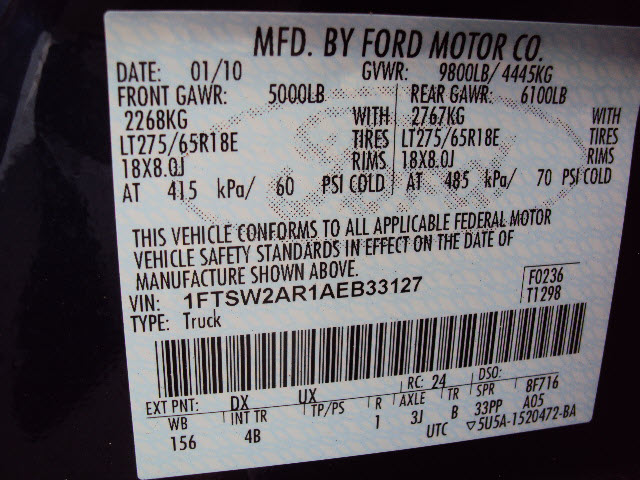 MFD. BY FORD MOTOR CO.
DATE: 01/10 GVWR: 9800LB/ 4445KG
FRONT GAWR: 5000LB REAR GAWR: 6100LB
2268KG WITH 2767KG WITH
LT275/65R18E TIRES LT275/65R18E TIRES
18X8.0J RIMS 18X8.0J RIMS
AT 415 kPa/ 60 PSI COLD AT 485 kPa/ 70 PSI COLD
THIS VEHICLE CONFORMS TO ALL APPLICABLE FEDERAL MOTOR
VEHICLE SAFETY STANDARDS IN EFFECT ON THE DATE OF
MANUFACTURE SHOWN ABOVE.
VIN: 1FTSW2AR1AEB33127 F0236
TYPE: Truck T1298
EXT PNT: DX UX RC: 24 DSO:
WB INT TR TP/PS R AXLE TR SPR 8F716
156 4B 1 3J B 33PP A05
UTC ▽5U5A-1520472-BA